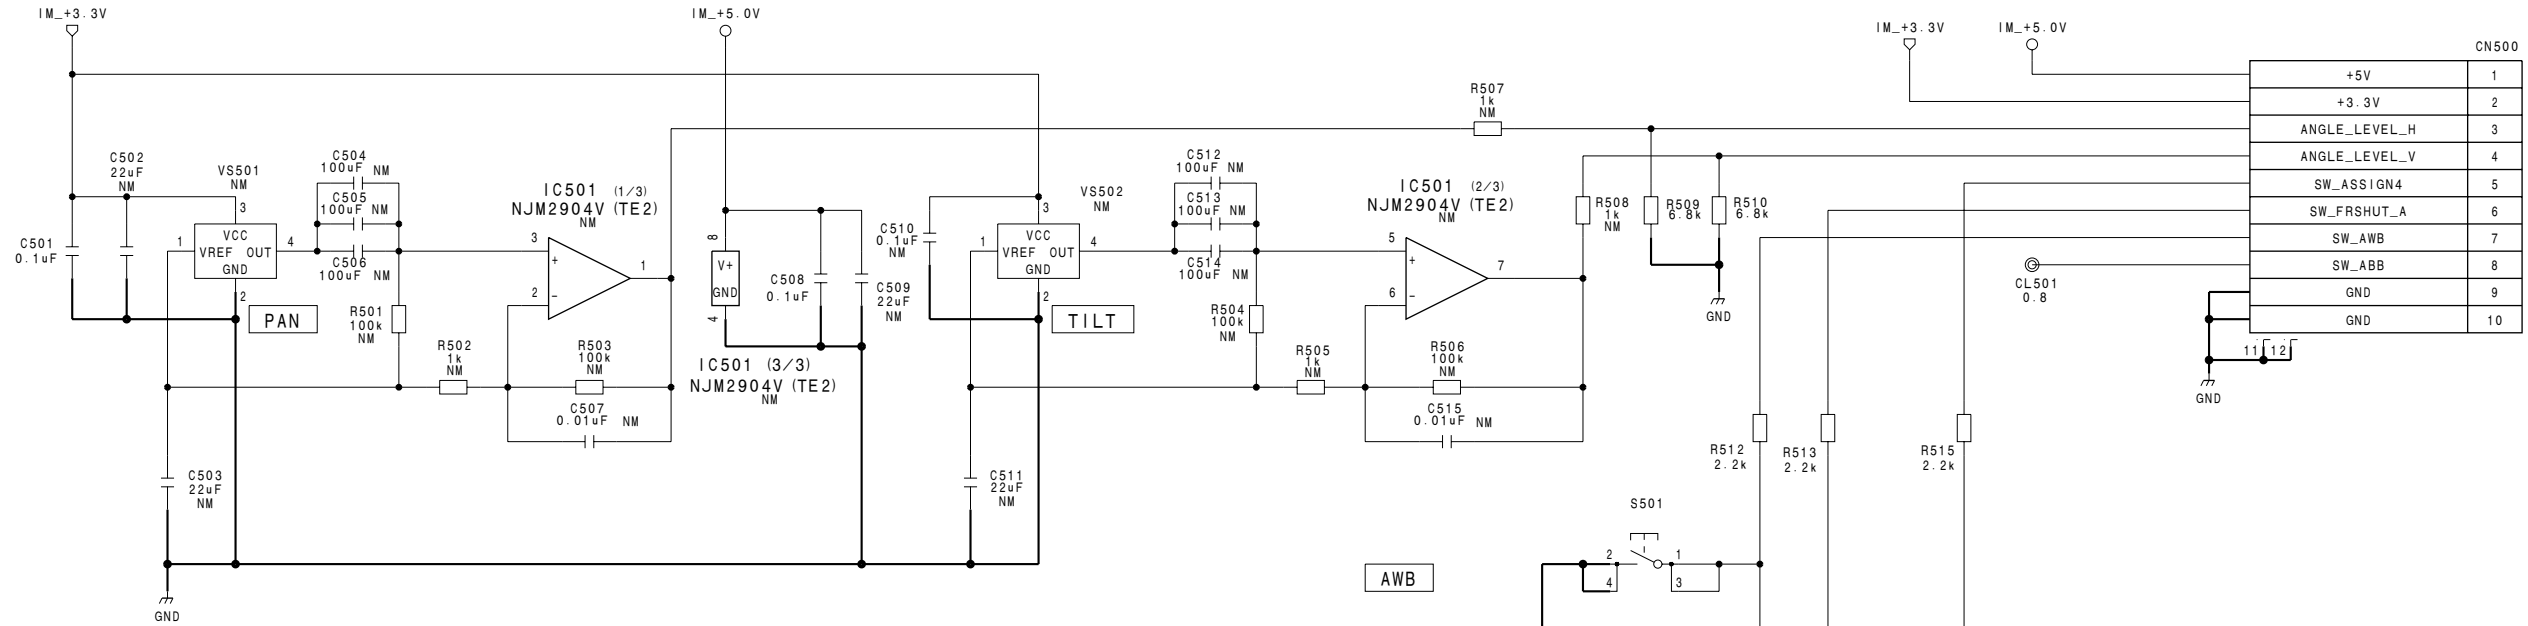 IM_+3.3V
IM_+5.0V
IM_+3.3V
IM_+5.0V
CN500
+5V 1
+3.3V 2
ANGLE_LEVEL_H 3
ANGLE_LEVEL_V 4
SW_ASSIGN4 5
SW_FRSHUT_A 6
SW_AWB 7
SW_ABB 8
GND 9
GND 10
11 12
GND
CL501
0.8
R507
1k
NM
C501
0.1uF
C502
22uF
NM
VS501
NM
3
1
VCC
VREF OUT
GND
4
2
PAN
C504
100uF NM
C505
100uF NM
C506
100uF NM
R501
100k
NM
R502
1k
NM
IC501 (1/3)
NJM2904V(TE2)
NM
3
+
2
-
1
R503
100k
NM
C507
0.01uF NM
C503
22uF
NM
GND
8
V+
GND
4
IC501 (3/3)
NJM2904V(TE2)
NM
C508
0.1uF
C509
22uF
NM
C510
0.1uF
NM
VS502
NM
3
1
VCC
VREF OUT
GND
4
2
TILT
C512
100uF NM
C513
100uF NM
C514
100uF NM
R504
100k
NM
R505
1k
NM
IC501 (2/3)
NJM2904V(TE2)
NM
5
+
6
-
7
R506
100k
NM
C515
0.01uF NM
C511
22uF
NM
R508
1k
NM
R509
6.8k
R510
6.8k
GND
R512
2.2k
R513
2.2k
R515
2.2k
S501
2 1
4 3
AWB